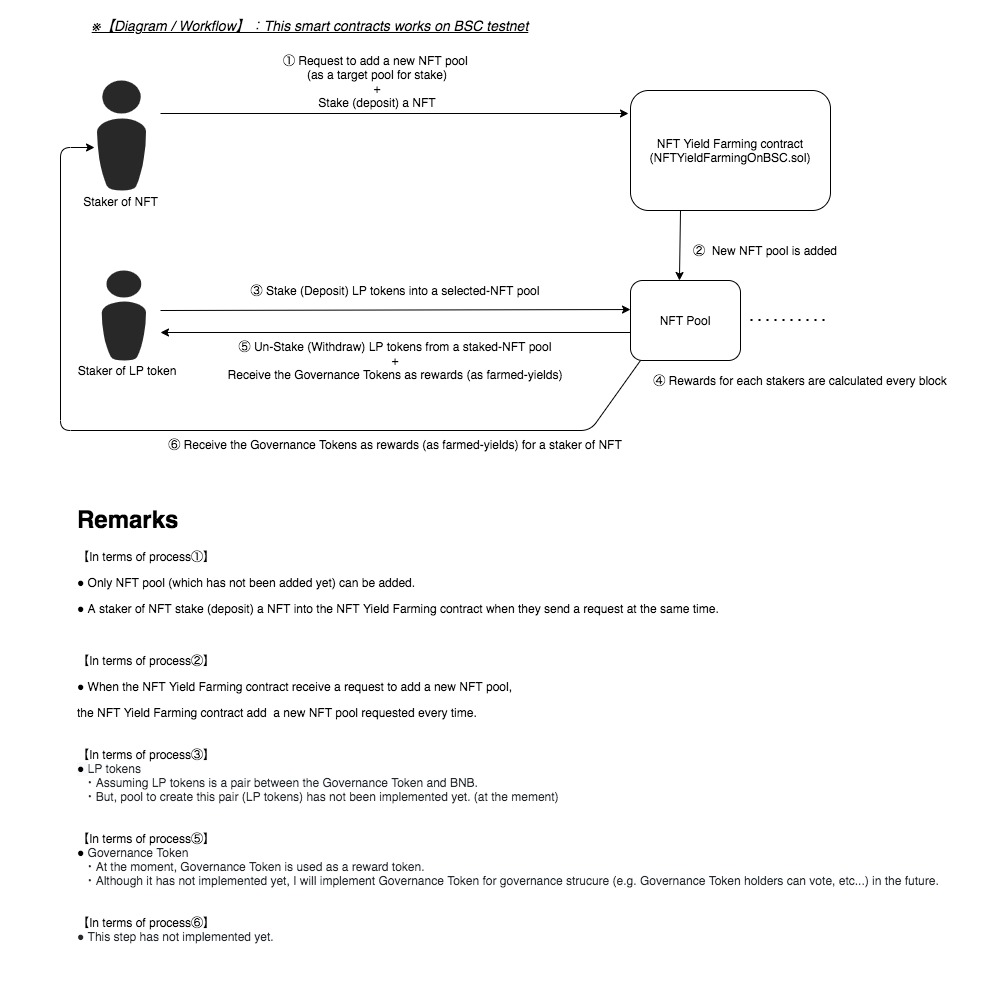 ※【Diagram / Workflow】：This smart contracts works on BSC testnet
① Request to add a new NFT pool
(as a target pool for stake)
+
Stake (deposit) a NFT
NFT Yield Farming contract
(NFTYieldFarmingOnBSC.sol)
Staker of NFT
② New NFT pool is added
③ Stake (Deposit) LP tokens into a selected-NFT pool
NFT Pool
..........
⑤ Un-Stake (Withdraw) LP tokens from a staked-NFT pool
+
Receive the Governance Tokens as rewards (as farmed-yields)
Staker of LP token
④ Rewards for each stakers are calculated every block
⑥ Receive the Governance Tokens as rewards (as farmed-yields) for a staker of NFT
Remarks
【In terms of process①】
● Only NFT pool (which has not been added yet) can be added.
● A staker of NFT stake (deposit) a NFT into the NFT Yield Farming contract when they send a request at the same time.
【In terms of process②】
● When the NFT Yield Farming contract receive a request to add a new NFT pool,
the NFT Yield Farming contract add a new NFT pool requested every time.
【In terms of process③】
● LP tokens
・Assuming LP tokens is a pair between the Governance Token and BNB.
・But, pool to create this pair (LP tokens) has not been implemented yet. (at the mement)
【In terms of process⑤】
● Governance Token
・At the moment, Governance Token is used as a reward token.
・Although it has not implemented yet, I will implement Governance Token for governance strucure (e.g. Governance Token holders can vote, etc...) in the future.
【In terms of process⑥】
● This step has not implemented yet.